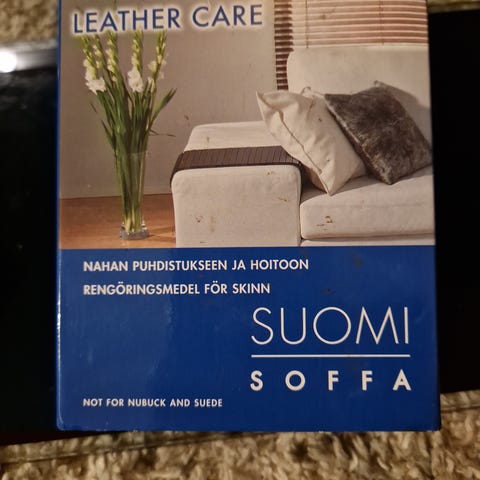 LEATHER CARE
NAHAN PUHDISTUKSEEN JA HOITOON
RENGÖRINGSMEDEL FÖR SKINN
SUOMI
SOFFA
NOT FOR NUBUCK AND SUEDE